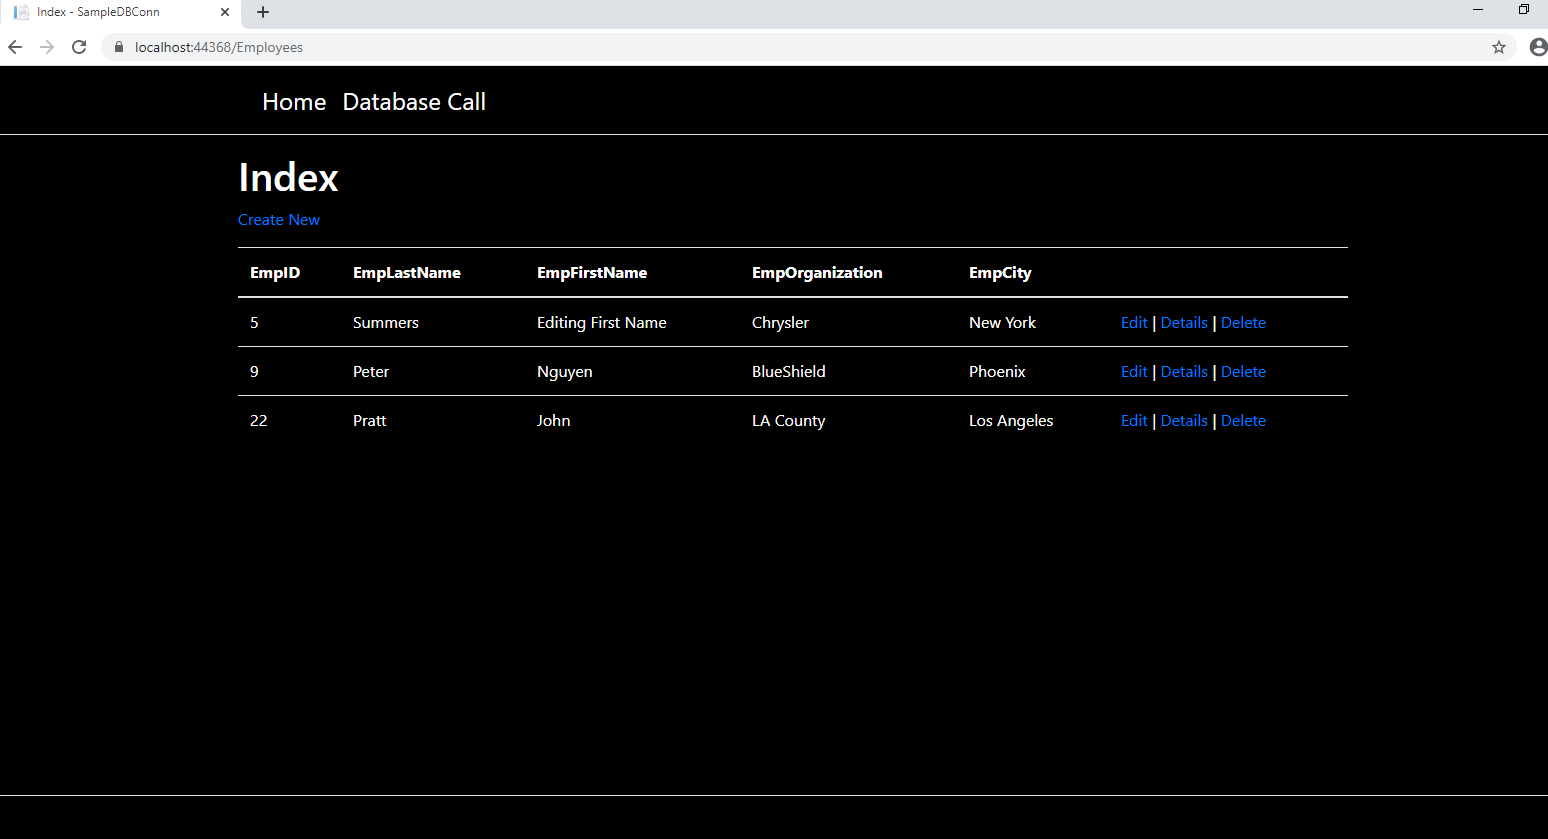 Index - SampleDBConn
localhost:44368/Employees
Home Database Call
Index
Create New
EmpID EmpLastName EmpFirstName EmpOrganization EmpCity
5 Summers Editing First Name Chrysler New York Edit | Details | Delete
9 Peter Nguyen BlueShield Phoenix Edit | Details | Delete
22 Pratt John LA County Los Angeles Edit | Details | Delete